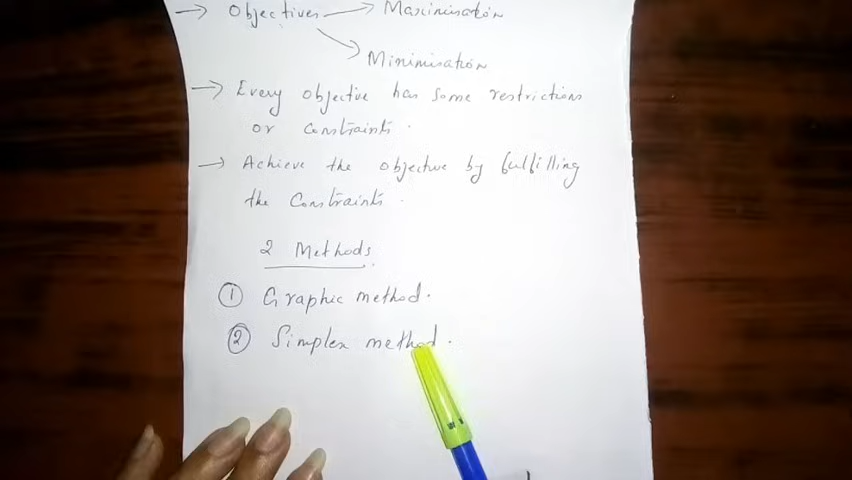 → Objectives → Maximisation
→ Minimisation
→ Every objective has some restrictions
or constraints.
→ Achieve the objective by fulfilling
the Constraints.
2 Methods
① Graphic method.
② Simplex method.